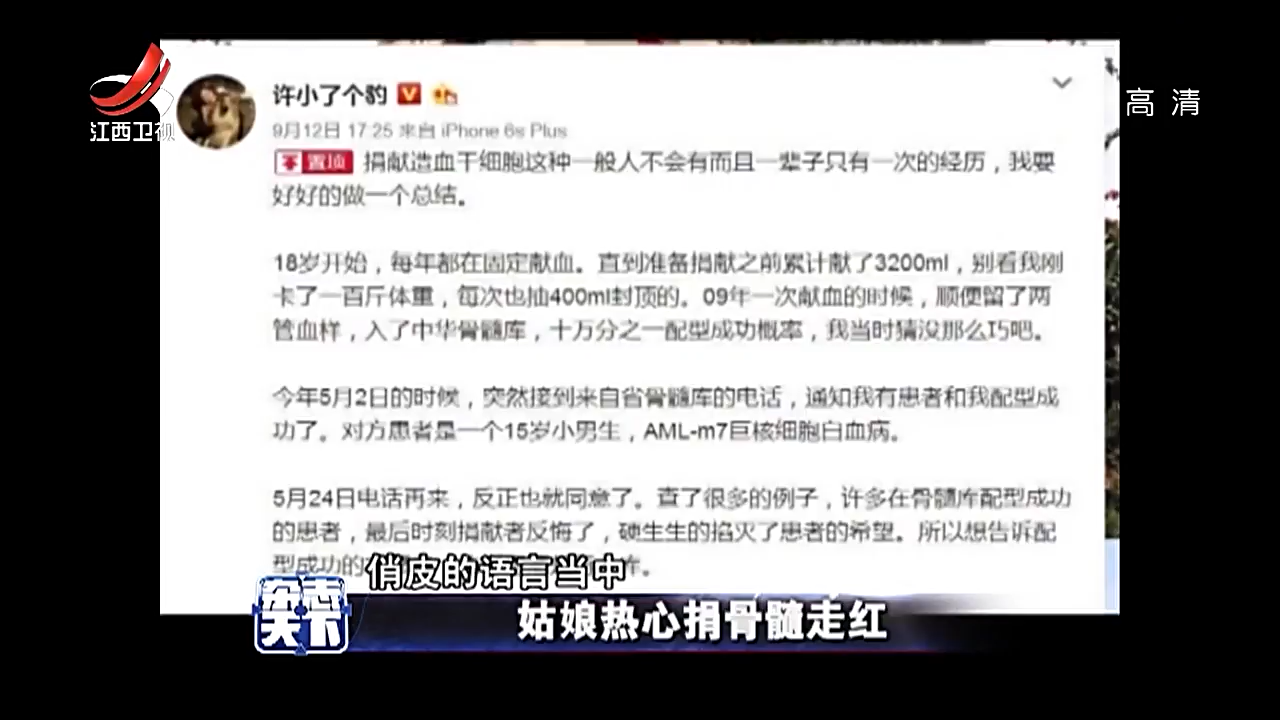 江西卫视
高清
许小了个豹
9月12日 17:25 来自 iPhone 6s Plus
置顶 捐献造血干细胞这种一般人不会有而且一辈子只有一次的经历，我要
好好的做一个总结。
18岁开始，每年都在固定献血。直到准备捐献之前累计献了3200ml，别看我刚
卡了一百斤体重，每次也抽400ml封顶的。09年一次献血的时候，顺便留了两
管血样，入了中华骨髓库，十万分之一配型成功概率，我当时猜没那么巧吧。
今年5月2日的时候，突然接到来自省骨髓库的电话，通知我有患者和我配型成
功了。对方患者是一个15岁小男生，AML-m7巨核细胞白血病。
5月24日电话再来，反正也就同意了。查了很多的例子，许多在骨髓库配型成功
的患者，最后时刻捐献者反悔了，硬生生的掐灭了患者的希望。所以想告诉配
型成功的
俏皮的语言当中
杂志天下
姑娘热心捐骨髓走红